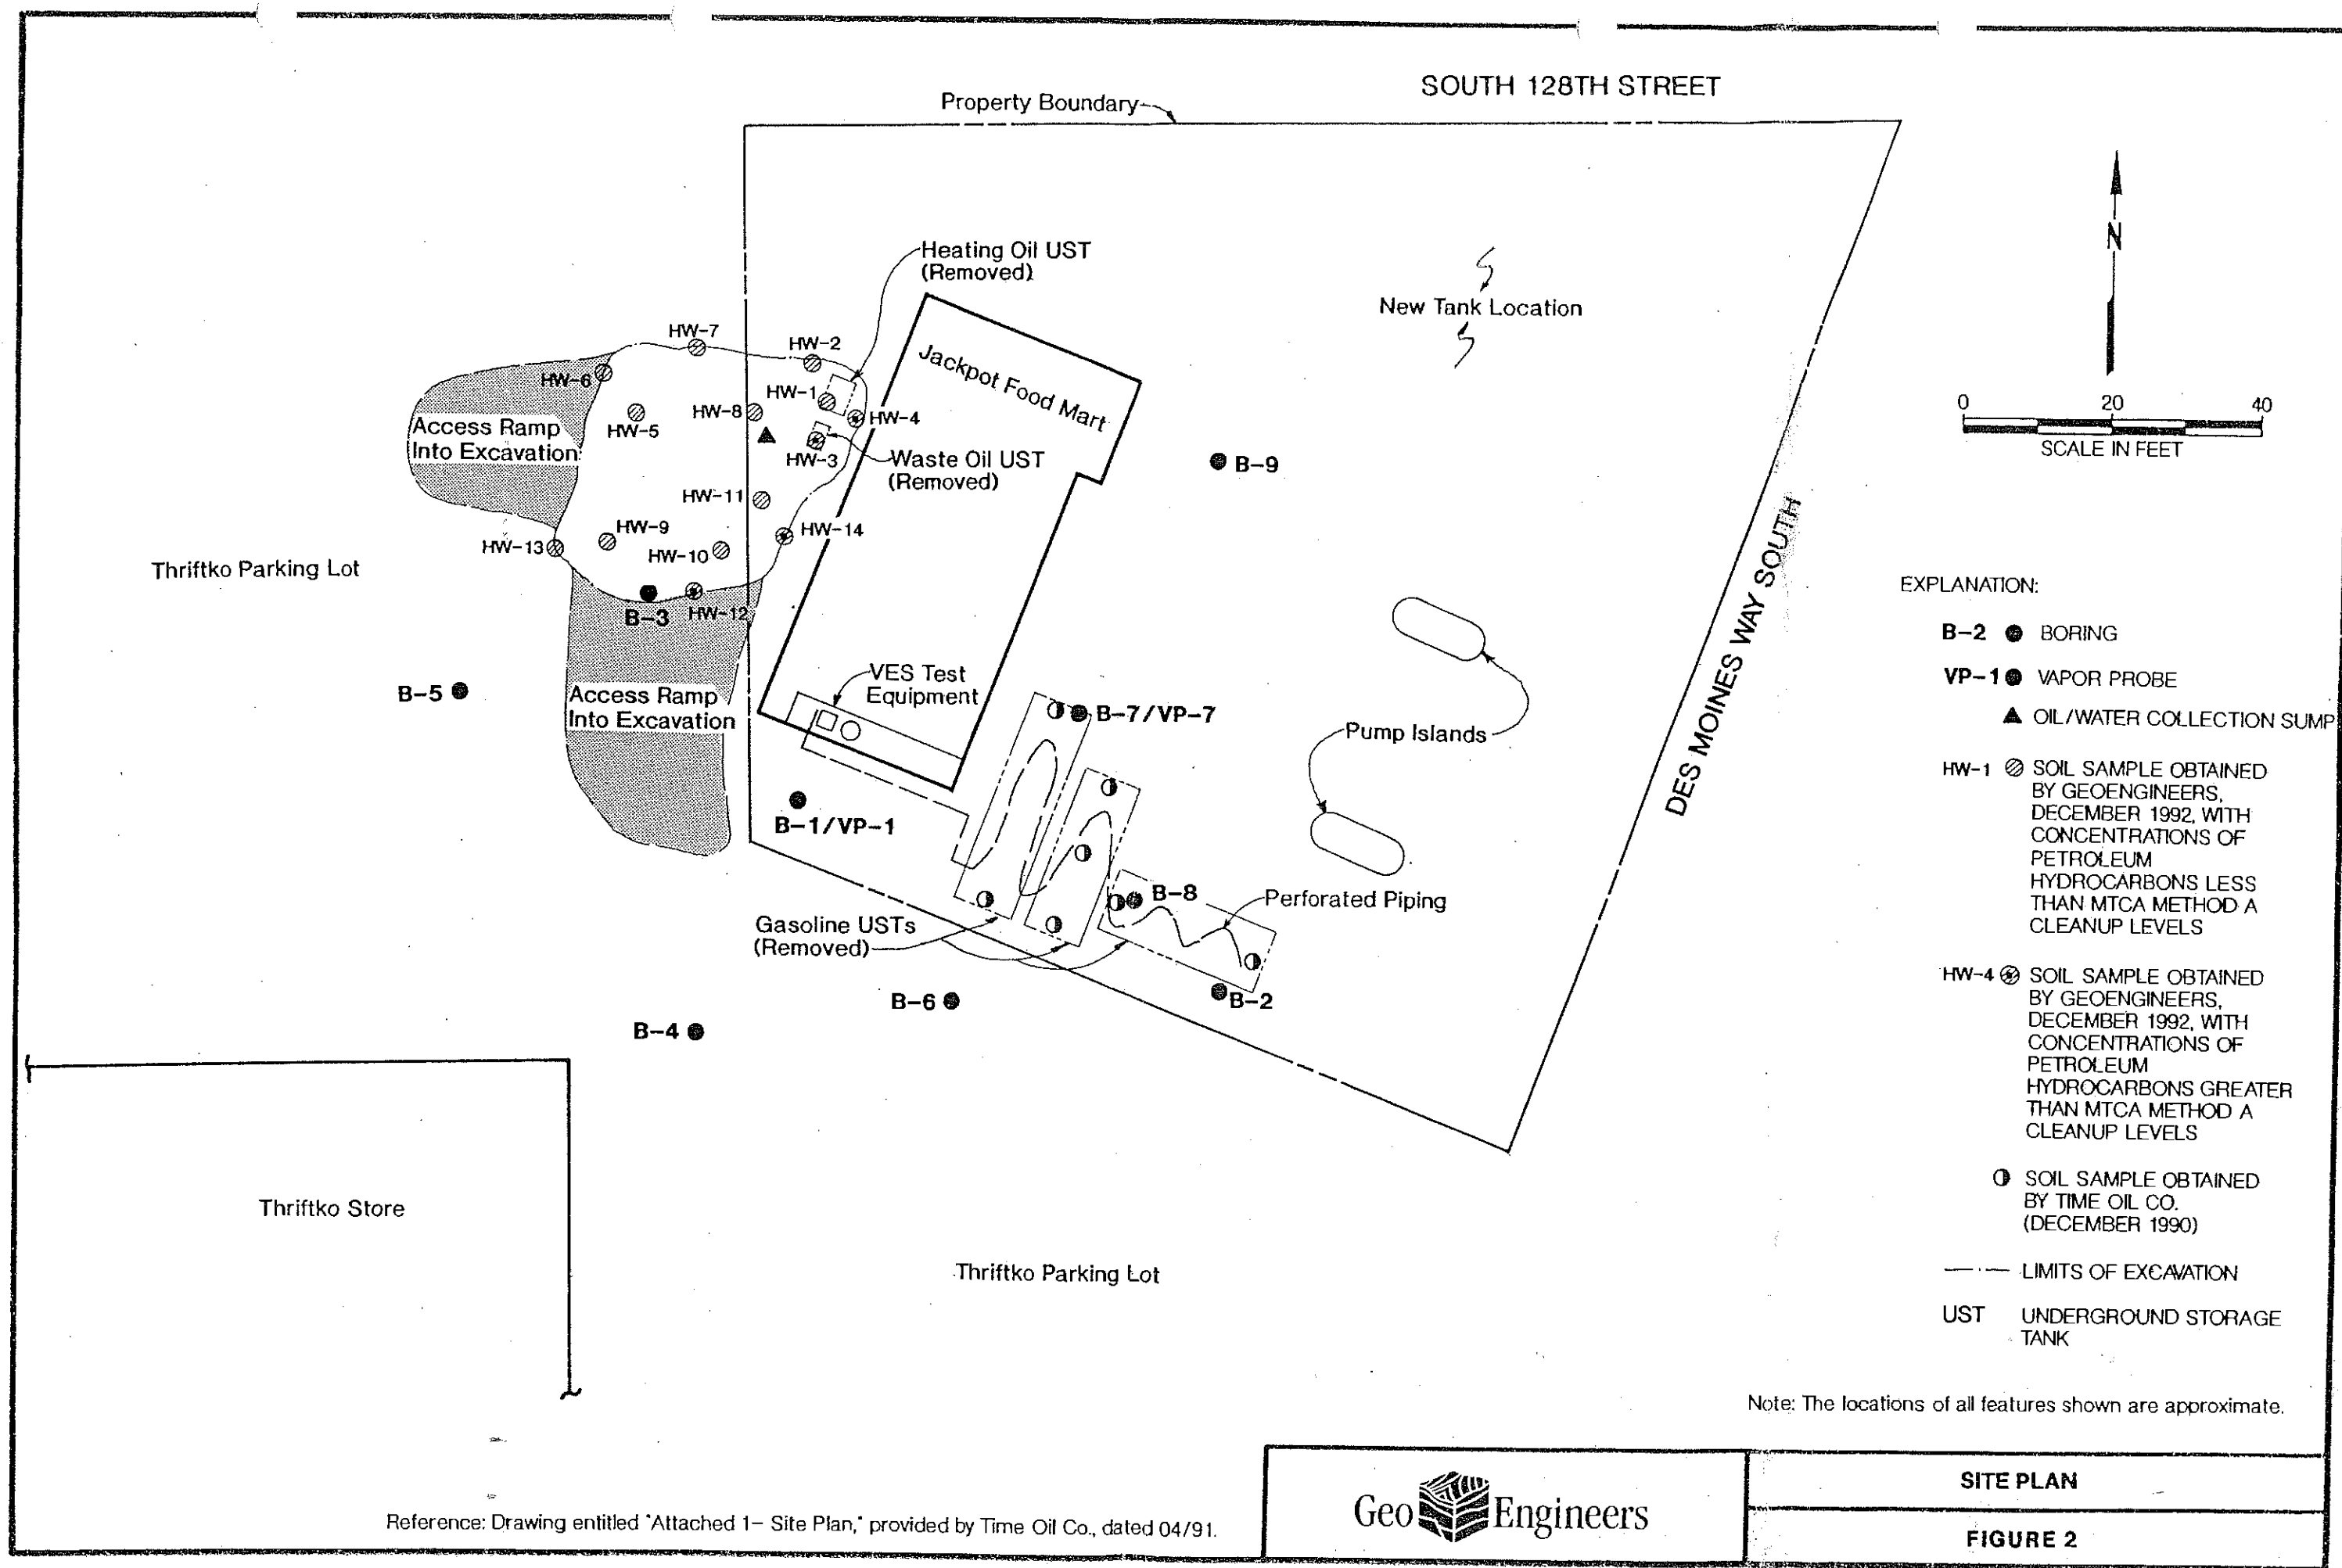 SOUTH 128TH STREET
Property Boundary
Heating Oil UST
(Removed)
New Tank Location
N
0 20 40
SCALE IN FEET
Jackpot Food Mart
HW-7
HW-2
HW-6
HW-1
HW-8
HW-4
HW-5
HW-3
Access Ramp
Into Excavation
Waste Oil UST
(Removed)
B-9
HW-11
HW-9
HW-14
HW-13
HW-10
Thriftko Parking Lot
B-3
HW-12
DES MOINES WAY SOUTH
B-5
Access Ramp
Into Excavation
VES Test
Equipment
B-7/VP-7
Pump Islands
B-1/VP-1
B-8
Perforated Piping
Gasoline USTs
(Removed)
B-6
B-2
B-4
Thriftko Store
Thriftko Parking Lot
EXPLANATION:
B-2 BORING
VP-1 VAPOR PROBE
OIL/WATER COLLECTION SUMP
HW-1 SOIL SAMPLE OBTAINED
BY GEOENGINEERS,
DECEMBER 1992, WITH
CONCENTRATIONS OF
PETROLEUM
HYDROCARBONS LESS
THAN MTCA METHOD A
CLEANUP LEVELS
HW-4 SOIL SAMPLE OBTAINED
BY GEOENGINEERS,
DECEMBER 1992, WITH
CONCENTRATIONS OF
PETROLEUM
HYDROCARBONS GREATER
THAN MTCA METHOD A
CLEANUP LEVELS
SOIL SAMPLE OBTAINED
BY TIME OIL CO.
(DECEMBER 1990)
LIMITS OF EXCAVATION
UST UNDERGROUND STORAGE
TANK
Note: The locations of all features shown are approximate.
Reference: Drawing entitled "Attached 1- Site Plan," provided by Time Oil Co., dated 04/91.
Geo Engineers
SITE PLAN
FIGURE 2